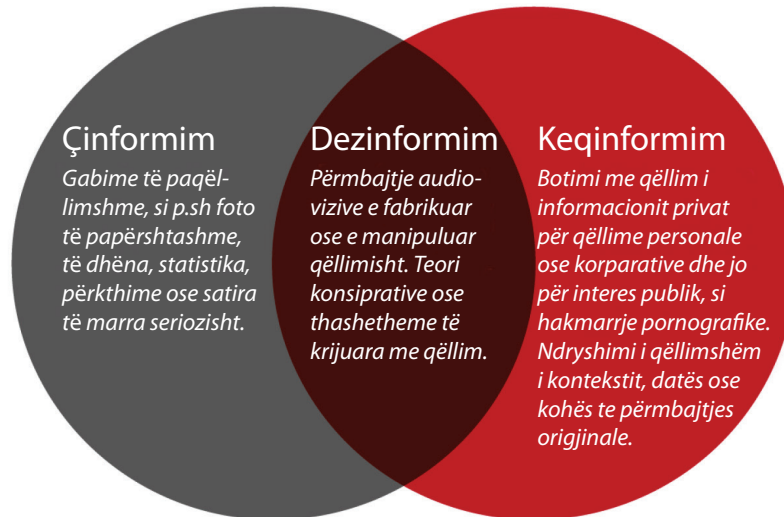 Çinformim
Gabime të paqël-
limshme, si p.sh foto
të papërshtashme,
të dhëna, statistika,
përkthime ose satira
të marra seriozisht.
Dezinformim
Përmbajtje audio-
vizive e fabrikuar
ose e manipuluar
qëllimisht. Teori
konsiprative ose
thashetheme të
krijuara me qëllim.
Keqinformim
Botimi me qëllim i
informacionit privat
për qëllime personale
ose korparative dhe jo
për interes publik, si
hakmarrje pornografike.
Ndryshimi i qëllimshëm
i kontekstit, datës ose
kohës te përmbajtjes
origjinale.